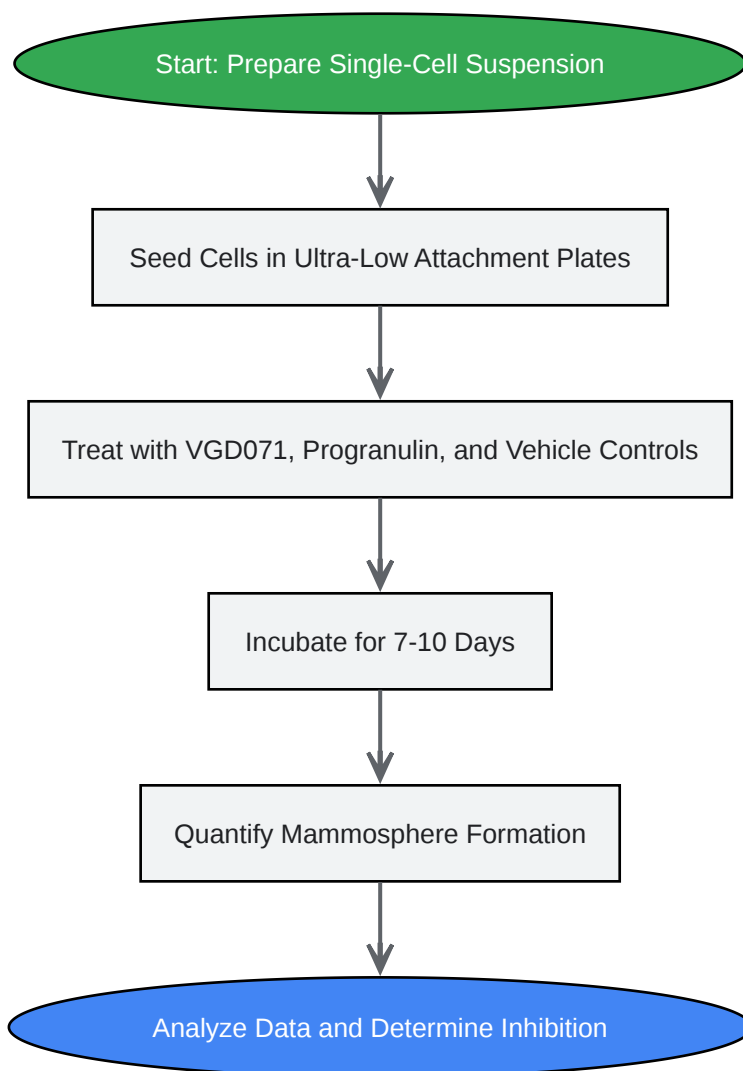 Start: Prepare Single-Cell Suspension
Seed Cells in Ultra-Low Attachment Plates
Treat with VGD071, Progranulin, and Vehicle Controls
Incubate for 7-10 Days
Quantify Mammosphere Formation
Analyze Data and Determine Inhibition